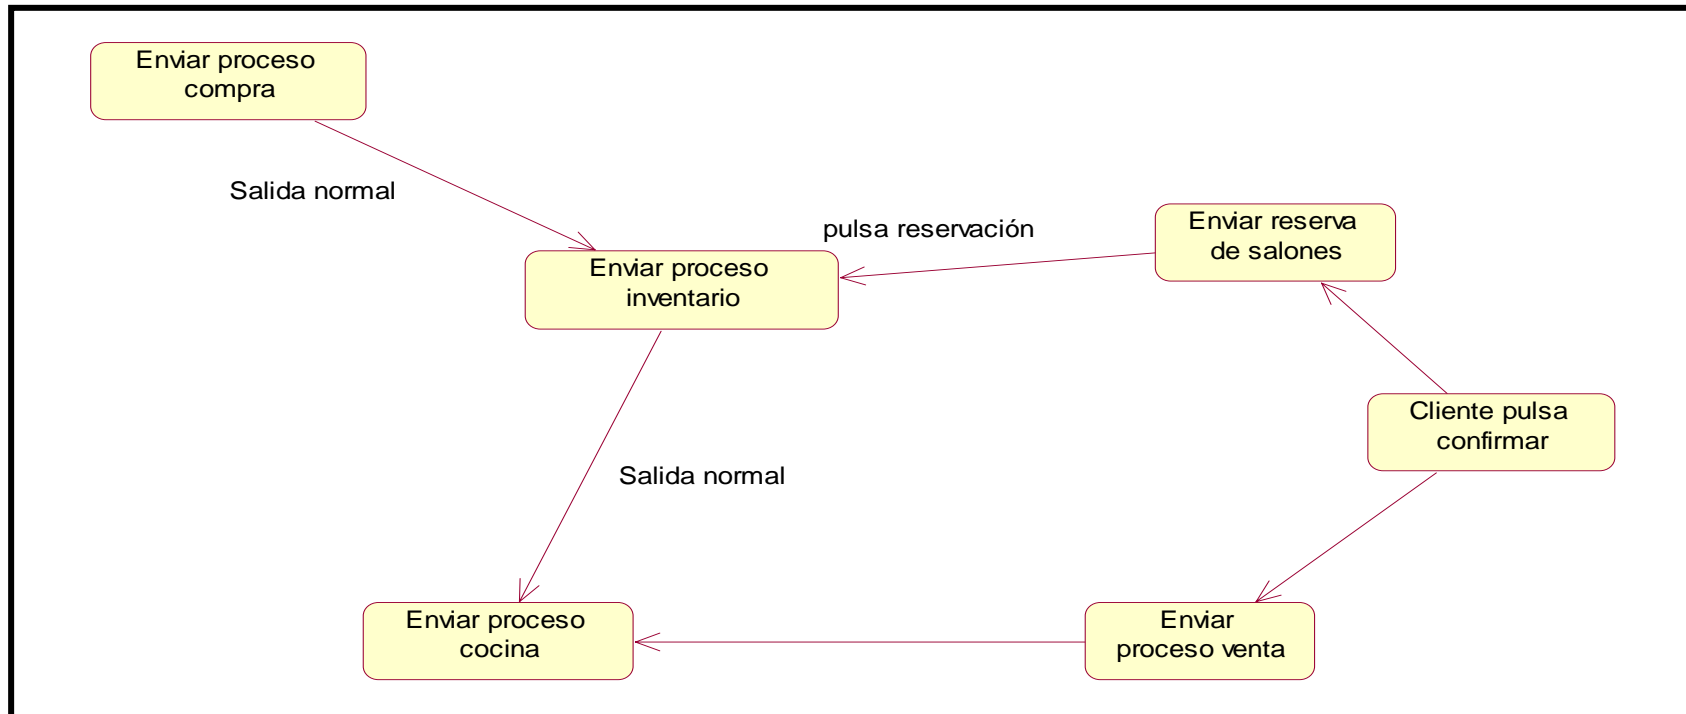 Enviar proceso
compra
Salida normal
pulsa reservación
Enviar reserva
de salones
Enviar proceso
inventario
Cliente pulsa
confirmar
Salida normal
Enviar proceso
cocina
Enviar
proceso venta